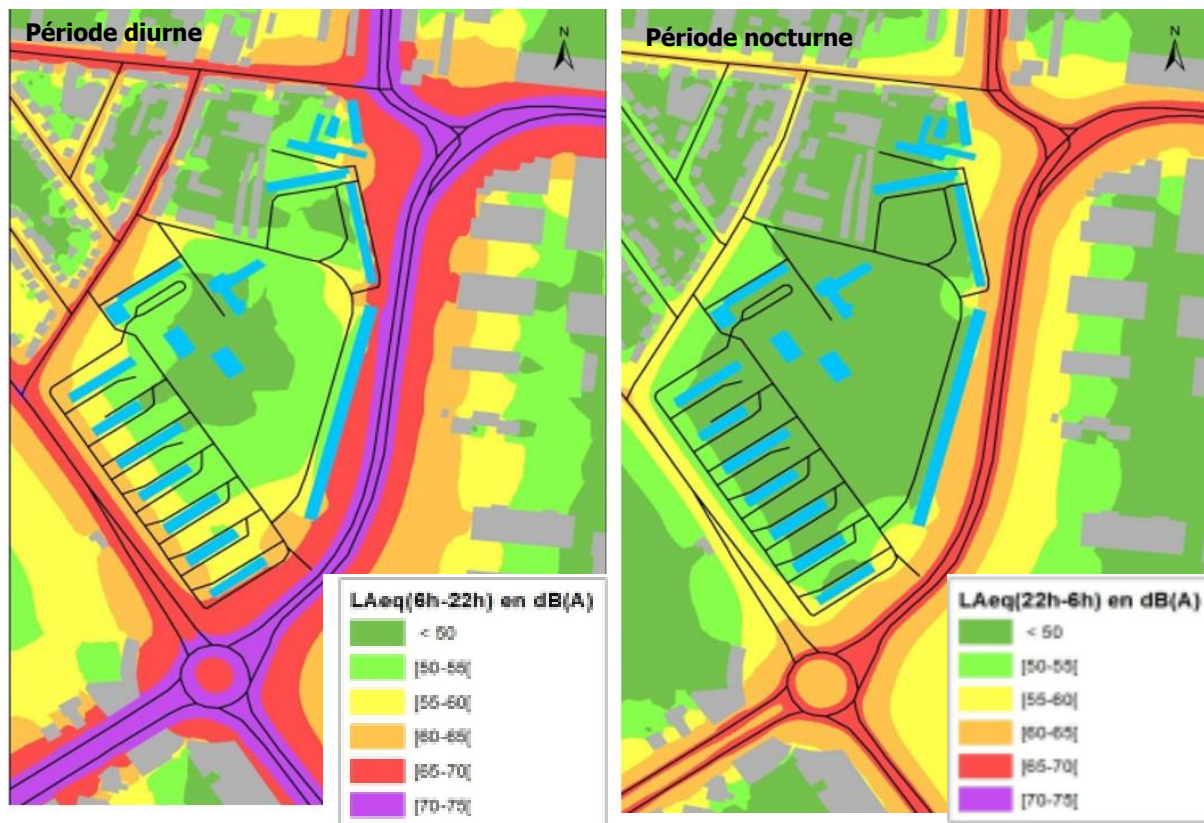 Période diurne
N
LAeq(6h-22h) en dB(A)
< 50
[50-55[
[55-60[
[60-65[
[65-70[
[70-75[
Période nocturne
N
LAeq(22h-6h) en dB(A)
< 50
[50-55[
[55-60[
[60-65[
[65-70[
[70-75[